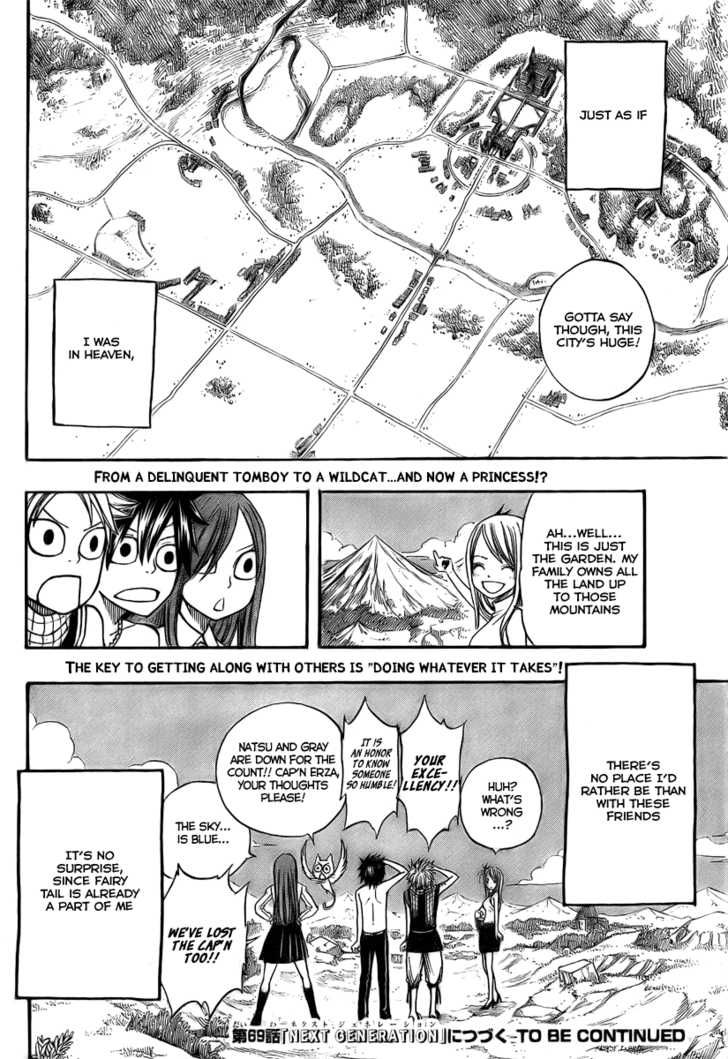 JUST AS IF
GOTTA SAY
THOUGH, THIS
CITY'S HUGE!
I WAS
IN HEAVEN,
FROM A DELINQUENT TOMBOY TO A WILDCAT...AND NOW A PRINCESS!?
AH...WELL...
THIS IS JUST
THE GARDEN. MY
FAMILY OWNS ALL
THE LAND UP
TO THOSE
MOUNTAINS
THE KEY TO GETTING ALONG WITH OTHERS IS "DOING WHATEVER IT TAKES"!
THERE'S
NO PLACE I'D
RATHER BE THAN
WITH THESE
FRIENDS
HUH?
WHAT'S
WRONG
...?
YOUR
EXCE-
LLENCY!!
IT IS
AN HONOR
TO KNOW
SOMEONE
SO HUMBLE!
NATSU AND GRAY
ARE DOWN FOR THE
COUNT!! CAP'N ERZA,
YOUR THOUGHTS
PLEASE!
THE SKY...
IS BLUE...
WE'VE LOST
THE CAP'N
TOO!!
IT'S NO
SURPRISE,
SINCE FAIRY
TAIL IS ALREADY
A PART OF ME
第69話「NEXT GENERATION」につづく TO BE CONTINUED